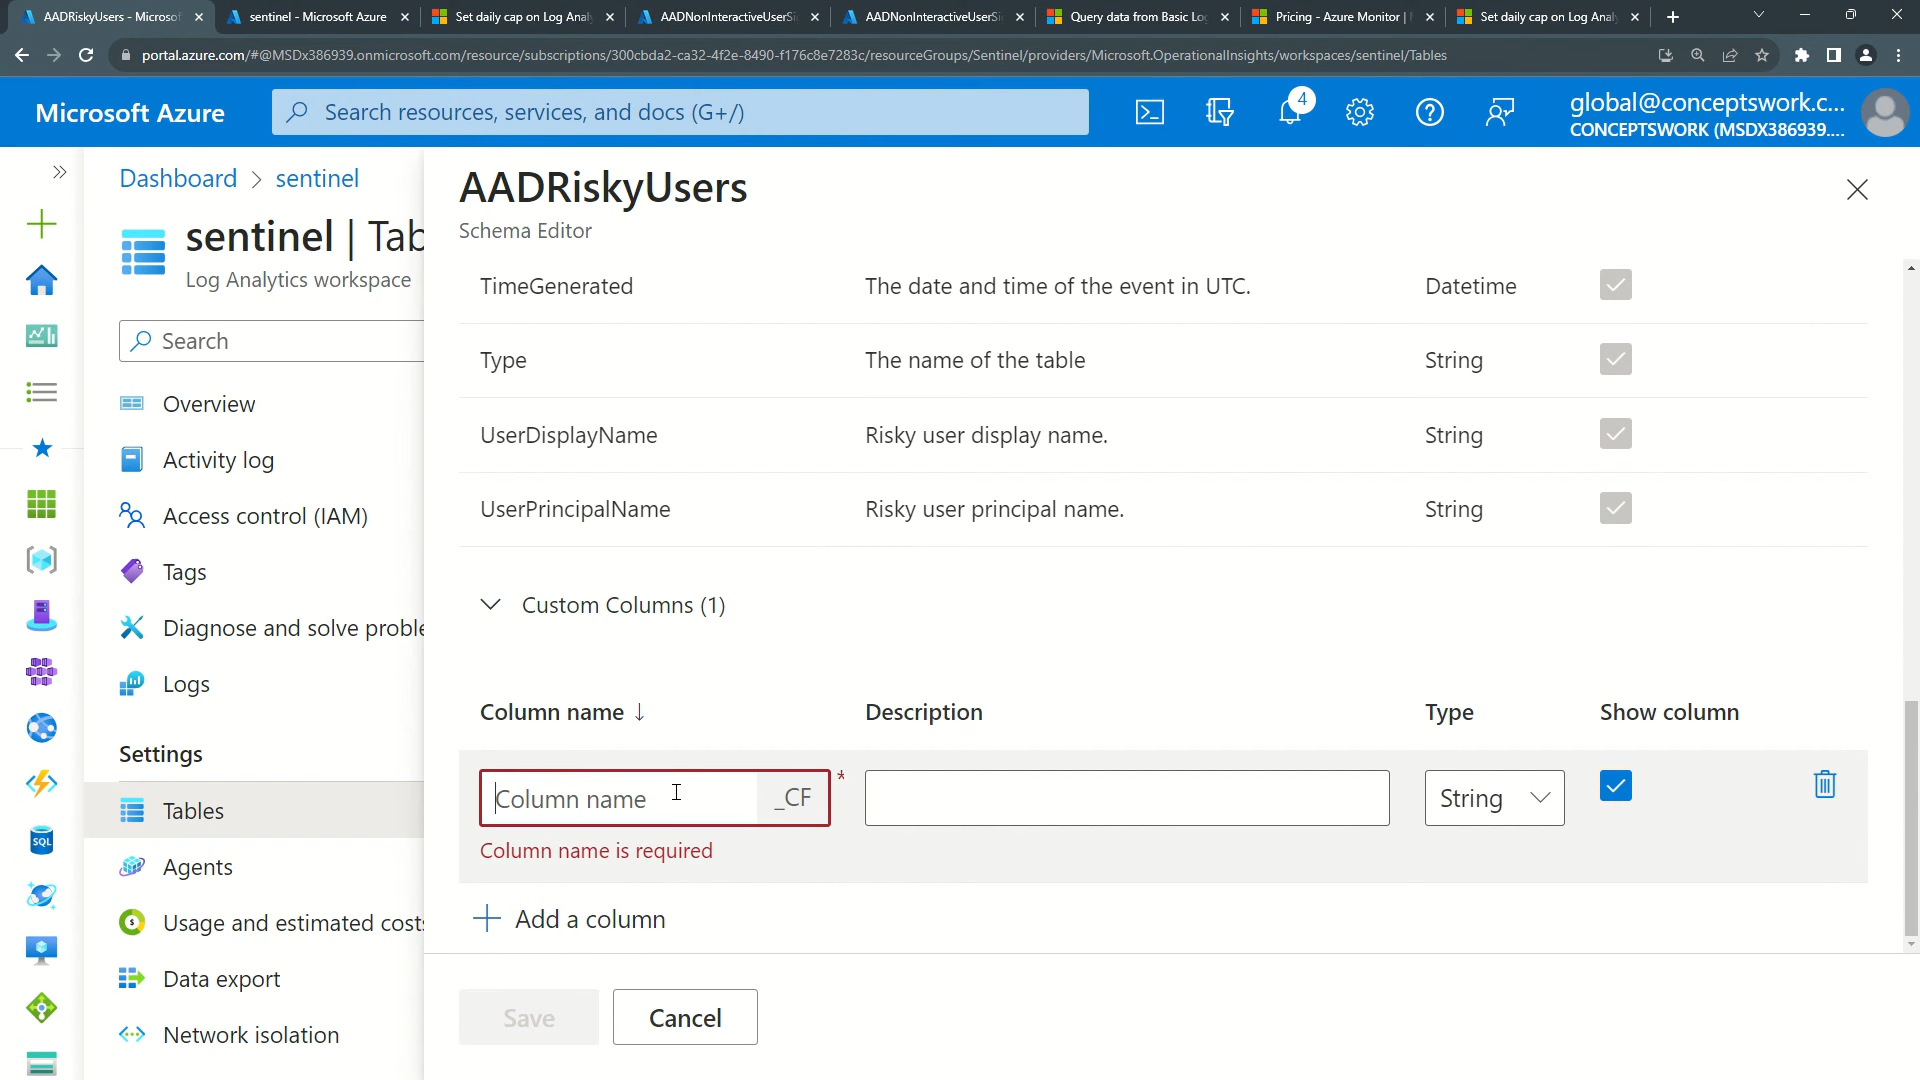 AADRiskyUsers - Microsof
sentinel - Microsoft Azure
Set daily cap on Log Anal
AADNonInteractiveUserSi
AADNonInteractiveUserSi
Query data from Basic Lo
Pricing - Azure Monitor |
Set daily cap on Log Anal
portal.azure.com/#@MSDx386939.onmicrosoft.com/resource/subscriptions/300cbda2-ca32-4f2e-8490-f176c8e7283c/resourceGroups/Sentinel/providers/Microsoft.OperationalInsights/workspaces/sentinel/Tables
Microsoft Azure
Search resources, services, and docs (G+/)
4
global@conceptswork.c...
CONCEPTSWORK (MSDX386939....
Dashboard > sentinel
sentinel | Tab
Log Analytics workspace
Search
Overview
Activity log
Access control (IAM)
Tags
Diagnose and solve proble
Logs
Settings
Tables
Agents
Usage and estimated costs
Data export
Network isolation
SQL
AADRiskyUsers
Schema Editor
TimeGenerated The date and time of the event in UTC. Datetime
Type The name of the table String
UserDisplayName Risky user display name. String
UserPrincipalName Risky user principal name. String
Custom Columns (1)
Column name ↓ Description Type Show column
Column name _CF * String
Column name is required
+ Add a column
Save Cancel